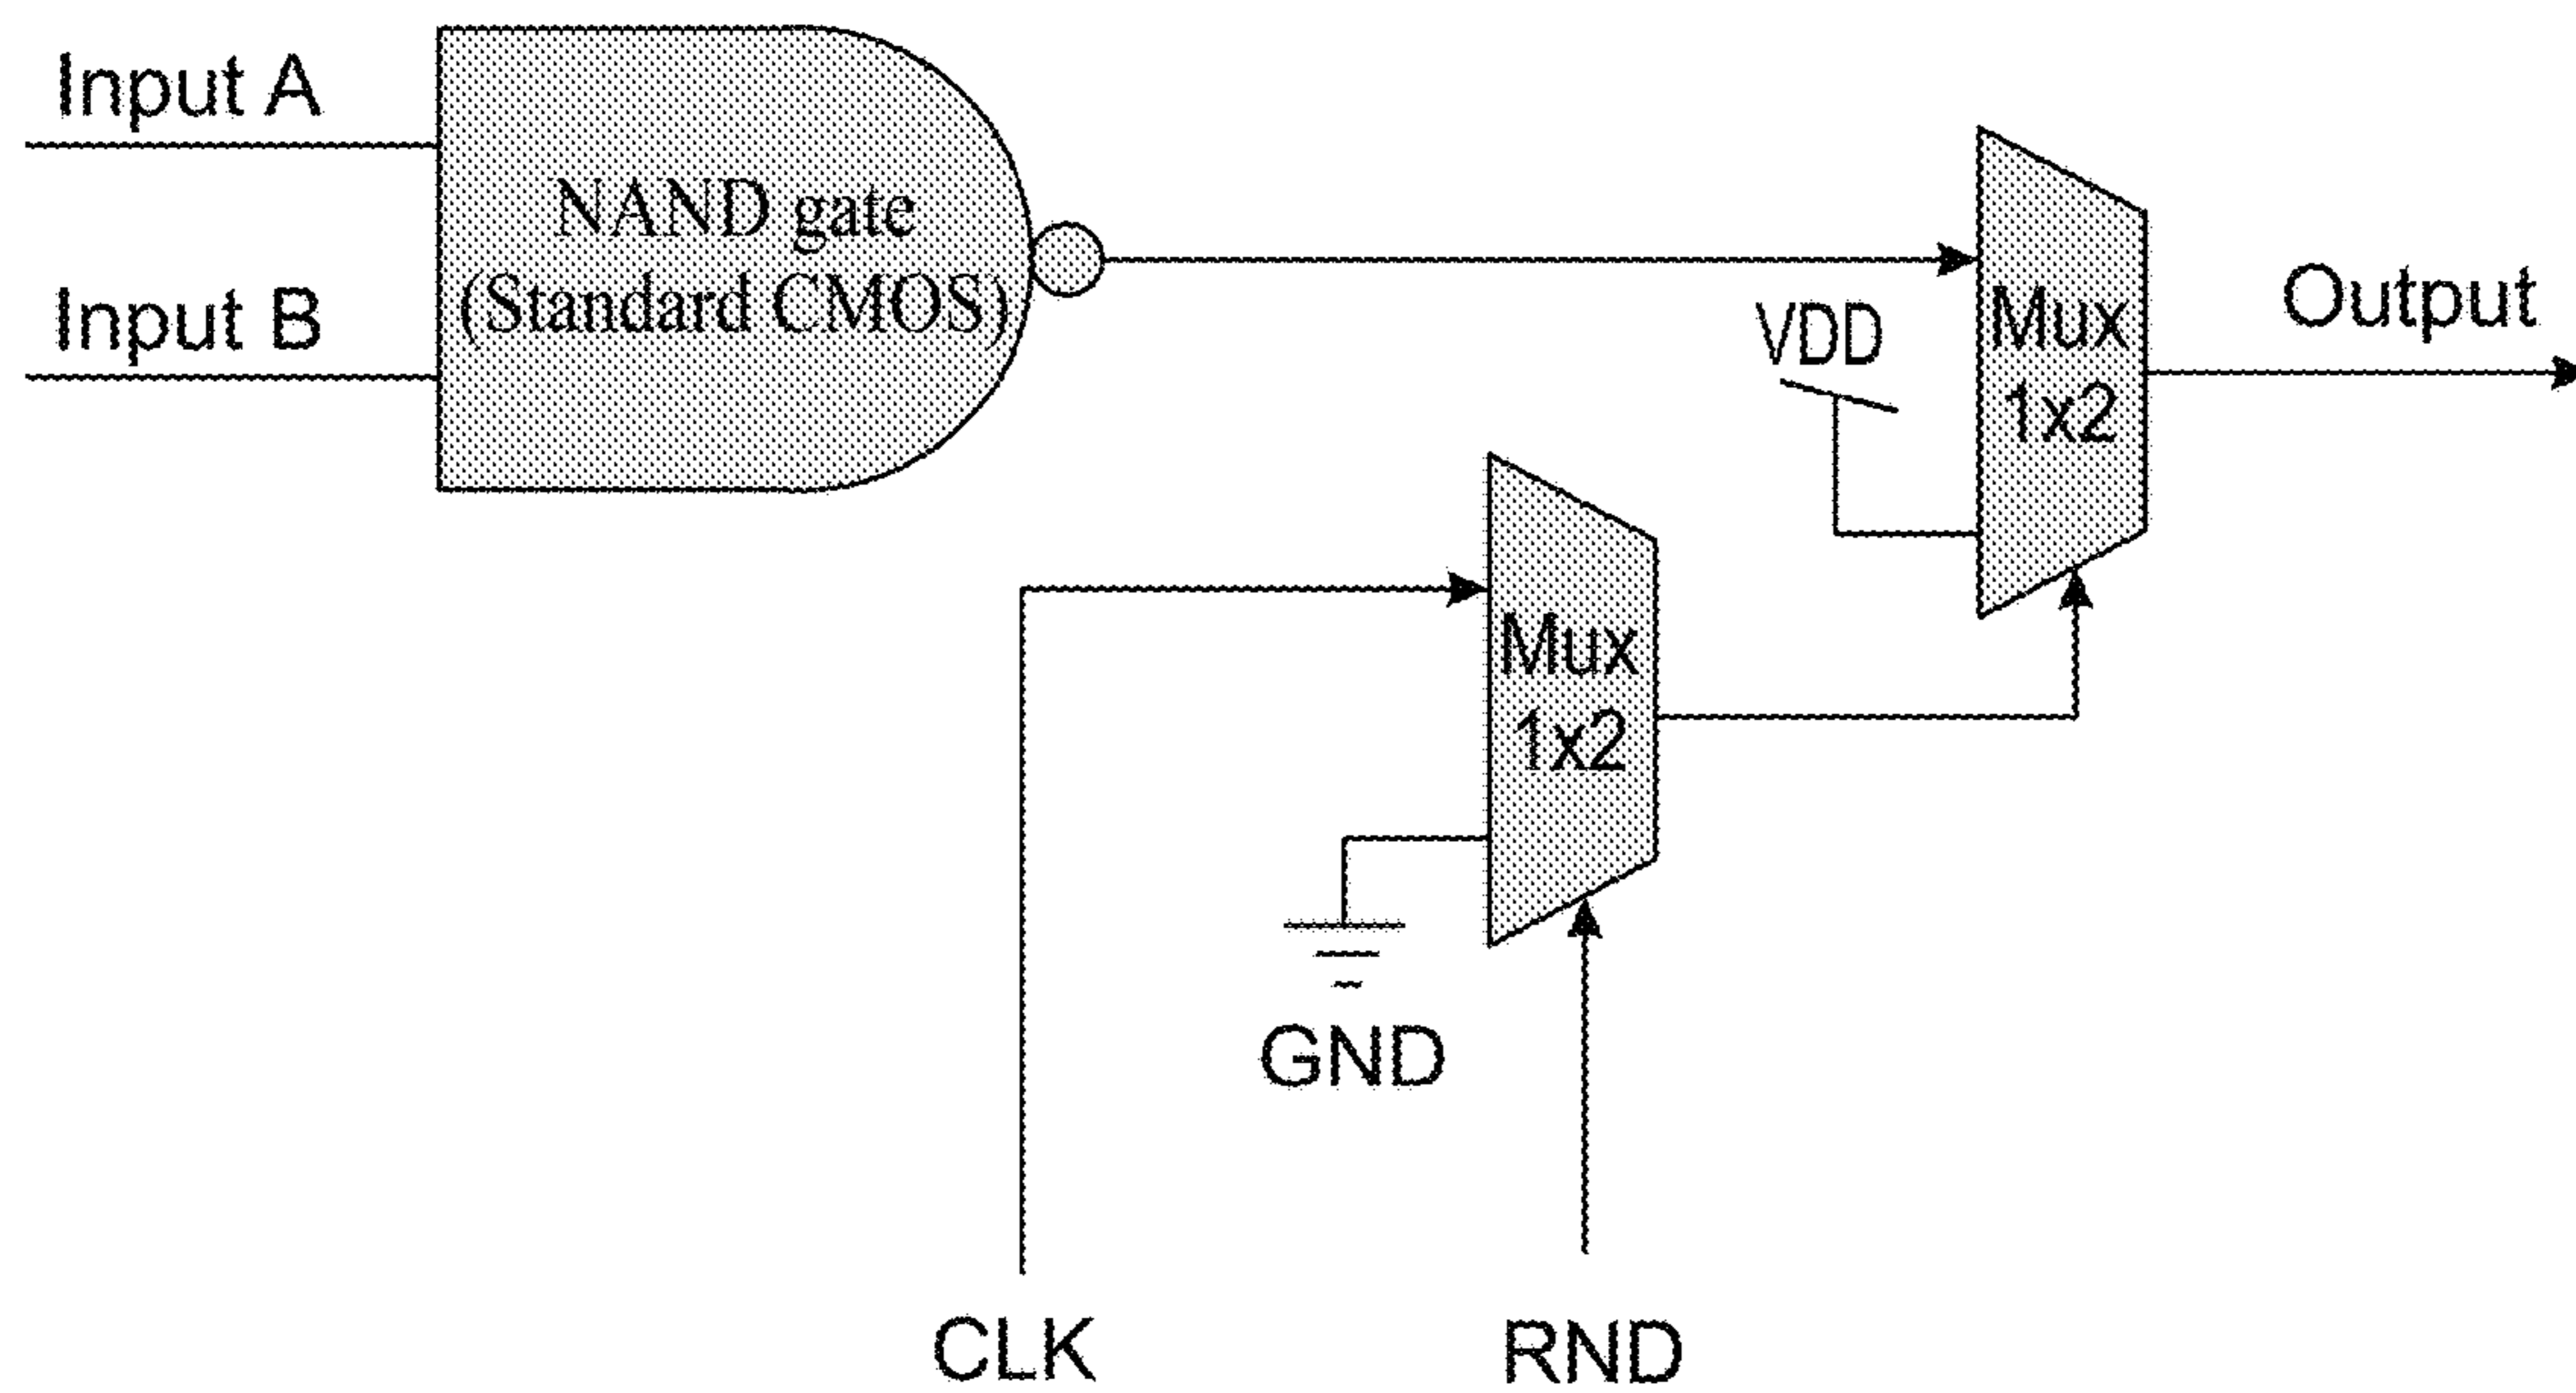 Input A
Input B
NAND gate
(Standard CMOS)
VDD
Mux
1x2
Output
Mux
1x2
GND
CLK
RND